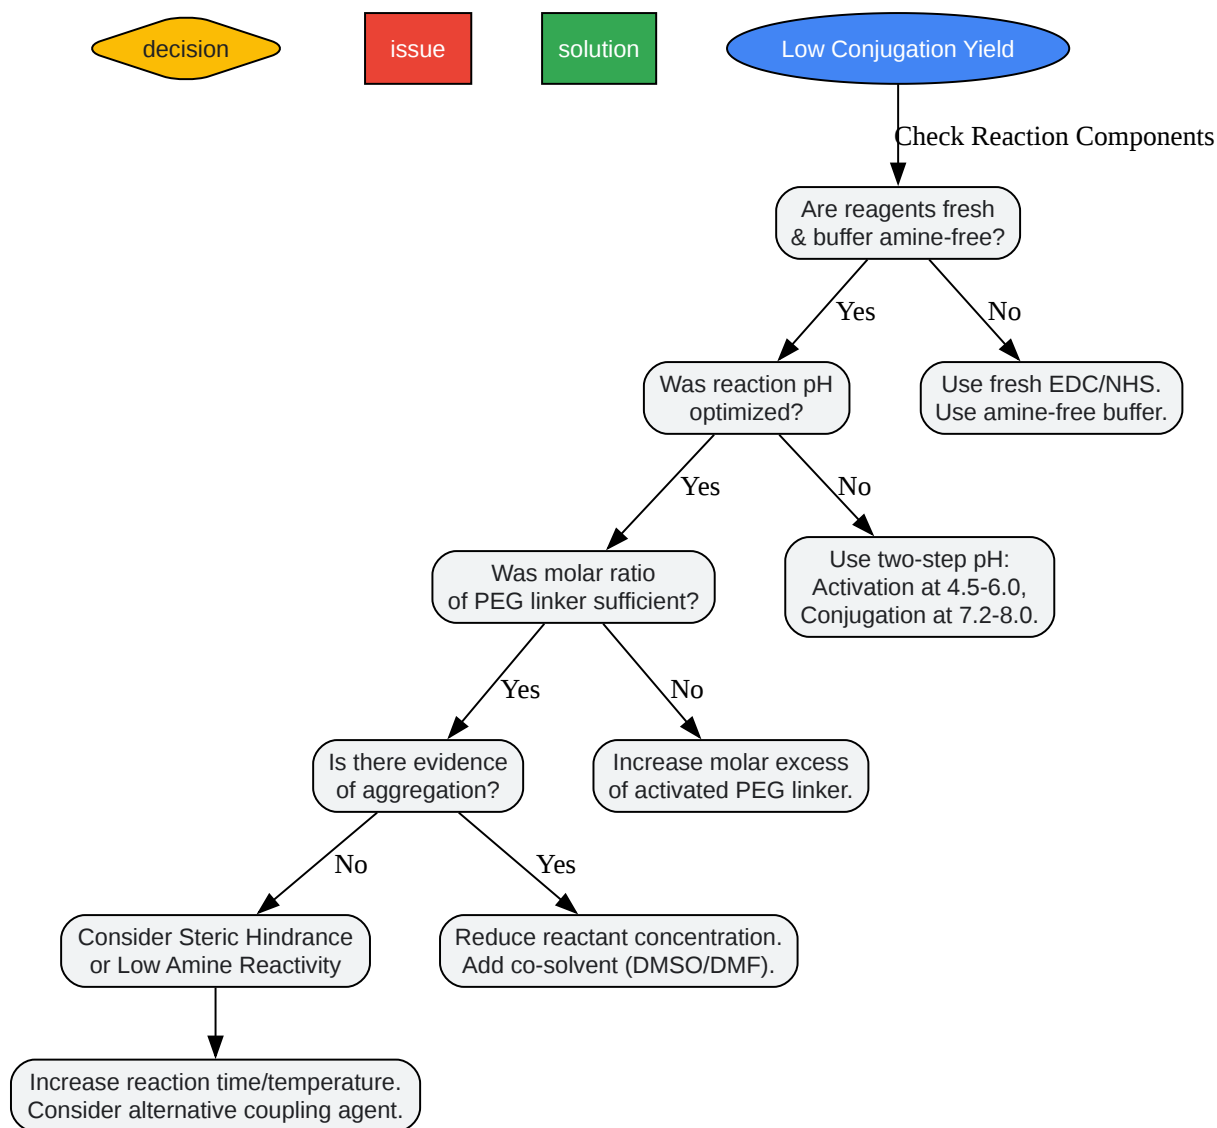 decision
issue
solution
Low Conjugation Yield
Check Reaction Components
Are reagents fresh
& buffer amine-free?
Yes
No
Was reaction pH
optimized?
Use fresh EDC/NHS.
Use amine-free buffer.
Yes
No
Was molar ratio
of PEG linker sufficient?
Use two-step pH:
Activation at 4.5-6.0,
Conjugation at 7.2-8.0.
Yes
No
Is there evidence
of aggregation?
Increase molar excess
of activated PEG linker.
No
Yes
Consider Steric Hindrance
or Low Amine Reactivity
Reduce reactant concentration.
Add co-solvent (DMSO/DMF).
Increase reaction time/temperature.
Consider alternative coupling agent.